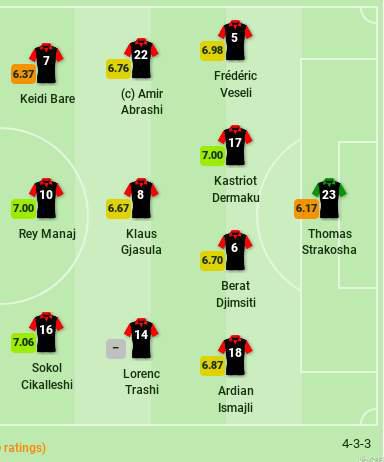 5
6.98
Frédéric
Veseli
7
6.37
Keidi Bare
22
6.76
(c) Amir
Abrashi
17
7.00
Kastriot
Dermaku
10
7.00
Rey Manaj
8
6.67
Klaus
Gjasula
23
6.17
Thomas
Strakosha
6
6.70
Berat
Djimsiti
16
7.06
Sokol
Cikalleshi
14
–
Lorenc
Trashi
18
6.87
Ardian
Ismajli
ratings)
4-3-3